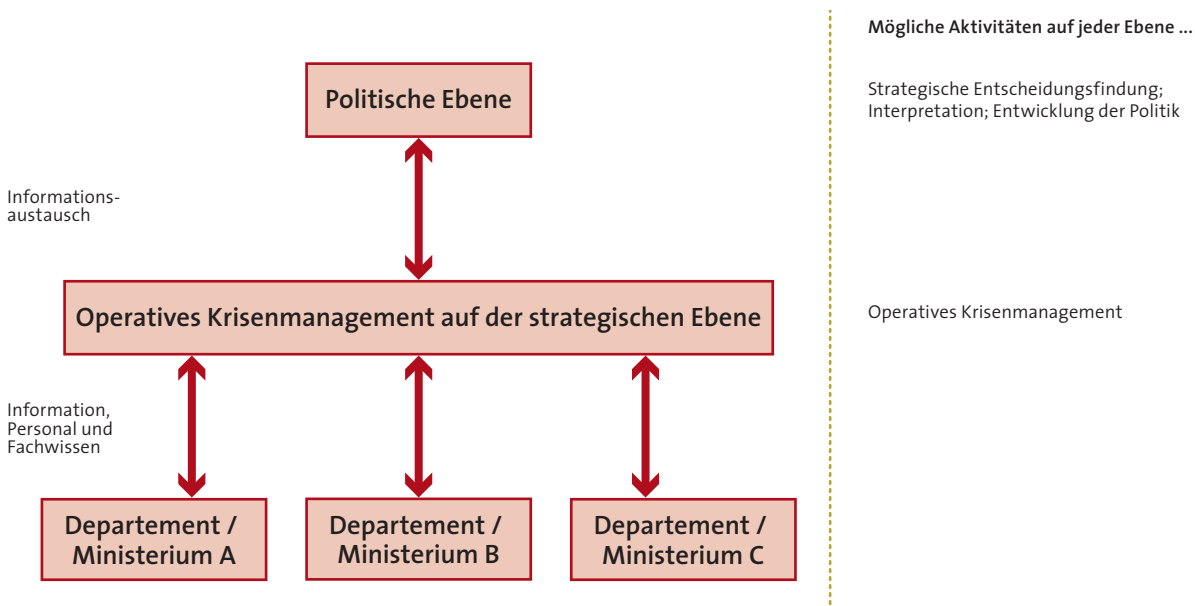 Mögliche Aktivitäten auf jeder Ebene ...
Politische Ebene
Strategische Entscheidungsfindung;
Interpretation; Entwicklung der Politik
Informations-
austausch
Operatives Krisenmanagement auf der strategischen Ebene
Operatives Krisenmanagement
Information,
Personal und
Fachwissen
Departement /
Ministerium A
Departement /
Ministerium B
Departement /
Ministerium C